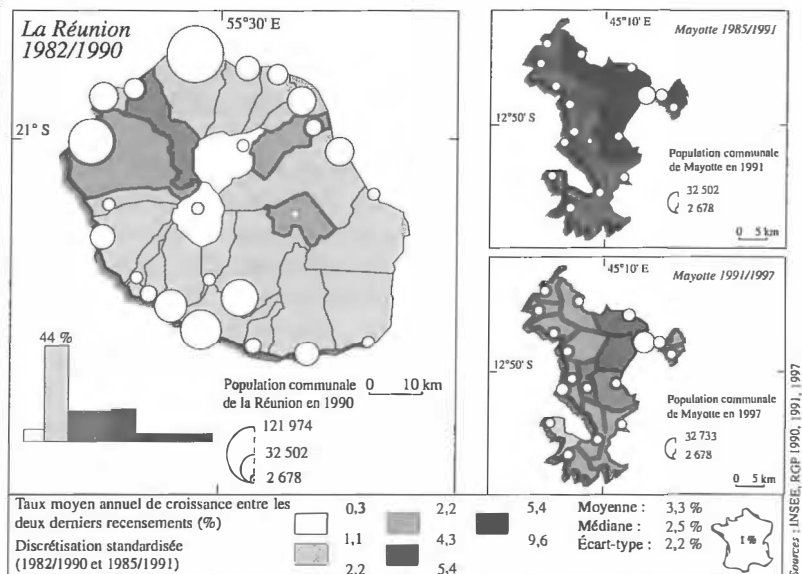 La Réunion
1982/1990
55°30' E
21° S
44 %
Population communale
de la Réunion en 1990
121 974
32 502
2 678
0 10 km
45°10' E
Mayotte 1985/1991
12°50' S
Population communale
de Mayotte en 1991
32 502
2 678
0 5 km
45°10' E
Mayotte 1991/1997
12°50' S
Population communale
de Mayotte en 1997
32 733
2 678
0 5 km
Taux moyen annuel de croissance entre les
deux derniers recensements (%)
Discrétisation standardisée
(1982/1990 et 1985/1991)
0,3
1,1
2,2
2,2
4,3
5,4
5,4
9,6
Moyenne : 3,3 %
Médiane : 2,5 %
Écart-type : 2,2 %
1 %
Sources : INSEE, RGP 1990, 1991, 1997